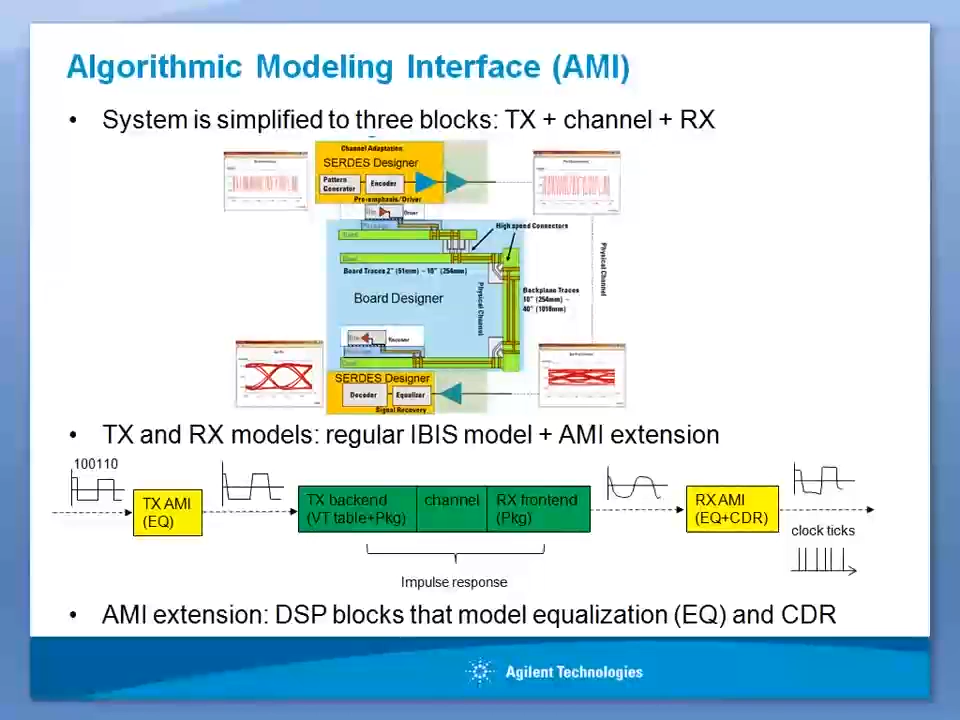 Algorithmic Modeling Interface (AMI)
• System is simplified to three blocks: TX + channel + RX
Channel Adaptation
SERDES Designer
Pattern Generator
Encoder
Pre-emphasis/Driver
Driver
High speed Connectors
Board Traces 2" (51mm) – 10" (254mm)
Board Designer
Physical Channel
Backplane Traces
10" (254mm) –
40" (1016mm)
Physical Channel
SERDES Designer
Decoder
Equalizer
Signal Recovery
• TX and RX models: regular IBIS model + AMI extension
100110
TX AMI
(EQ)
TX backend
(VT table+Pkg)
channel
RX frontend
(Pkg)
RX AMI
(EQ+CDR)
clock ticks
Impulse response
• AMI extension: DSP blocks that model equalization (EQ) and CDR
Agilent Technologies